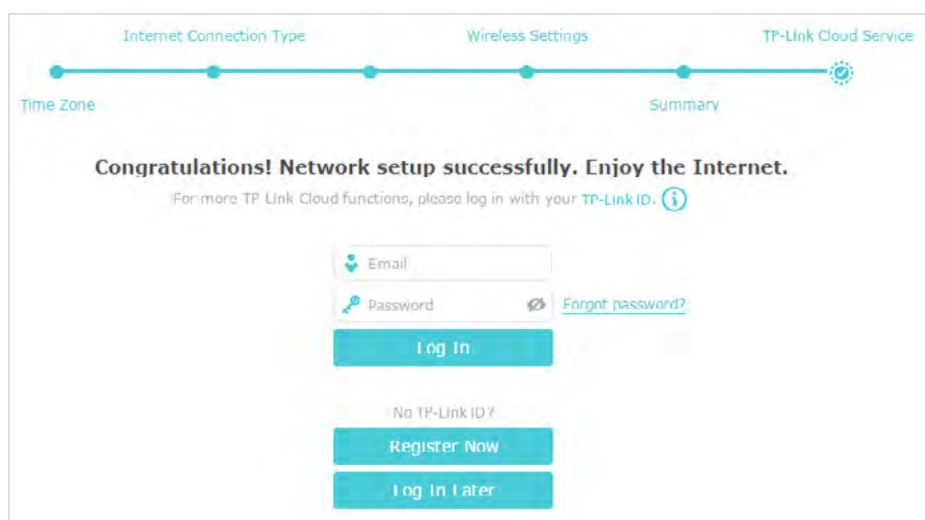 Internet Connection Type Wireless Settings TP-Link Cloud Service
Time Zone Summary
Congratulations! Network setup successfully. Enjoy the Internet.
For more TP Link Cloud functions, please log in with your TP-Link ID.
Email
Password Forgot password?
Log In
No TP-Link ID?
Register Now
Log In Later